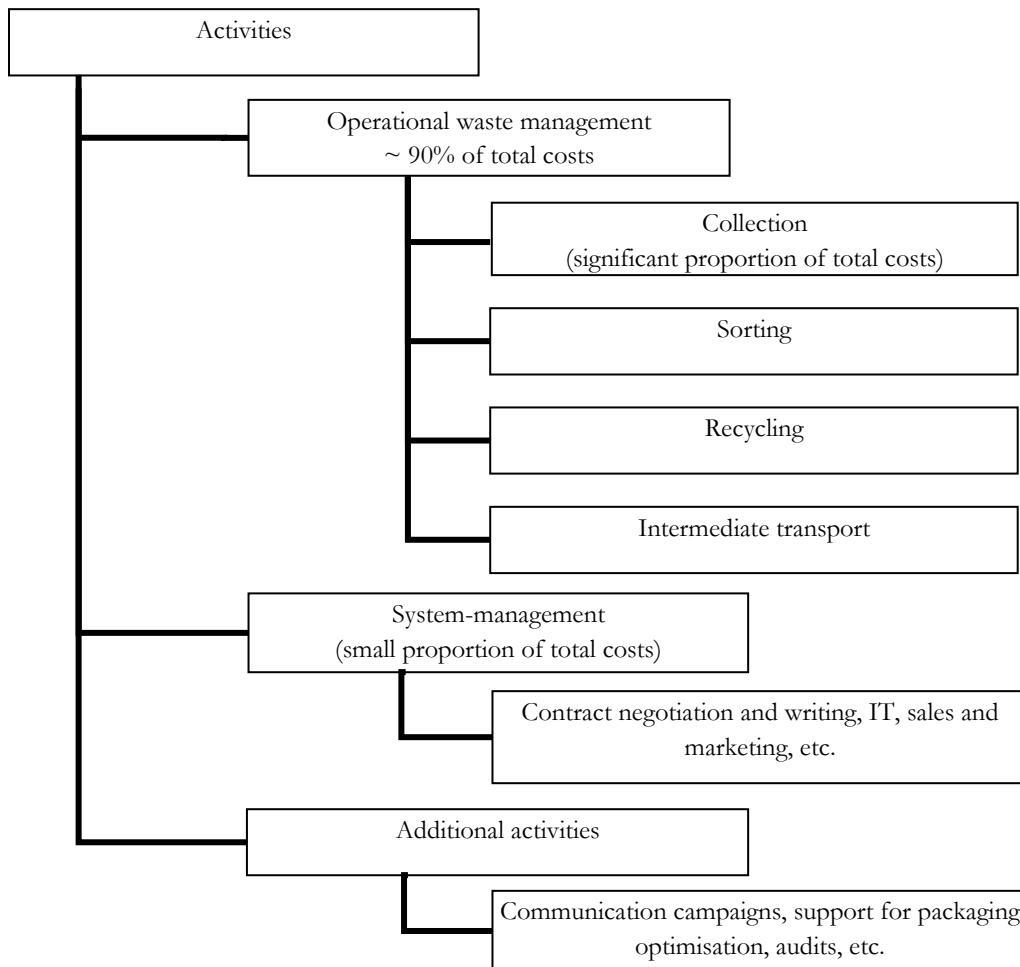 Activities
Operational waste management
~ 90% of total costs
Collection
(significant proportion of total costs)
Sorting
Recycling
Intermediate transport
System-management
(small proportion of total costs)
Contract negotiation and writing, IT, sales and
marketing, etc.
Additional activities
Communication campaigns, support for packaging
optimisation, audits, etc.